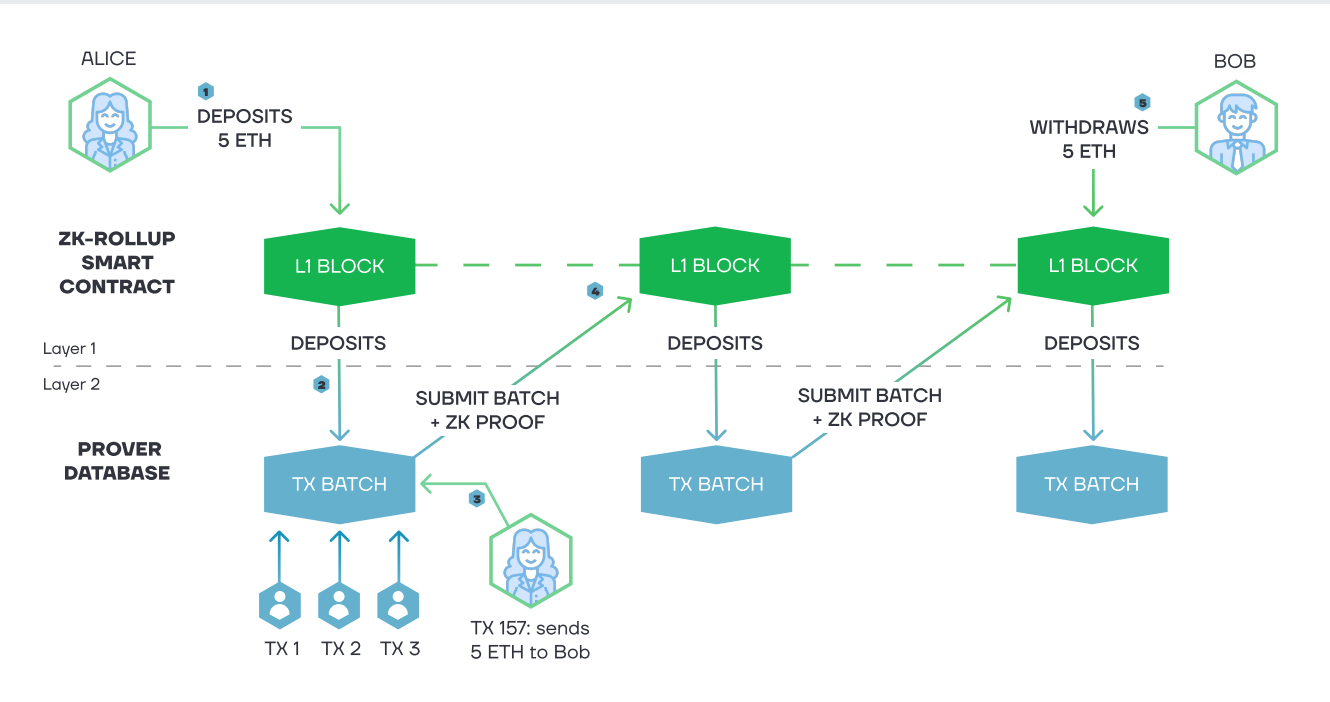 ALICE
BOB
1
DEPOSITS
5 ETH
5
WITHDRAWS
5 ETH
ZK-ROLLUP
SMART
CONTRACT
L1 BLOCK
L1 BLOCK
L1 BLOCK
4
DEPOSITS
DEPOSITS
DEPOSITS
Layer 1
Layer 2
2
SUBMIT BATCH
+ ZK PROOF
SUBMIT BATCH
+ ZK PROOF
PROVER
DATABASE
TX BATCH
TX BATCH
TX BATCH
3
TX 1
TX 2
TX 3
TX 157: sends
5 ETH to Bob